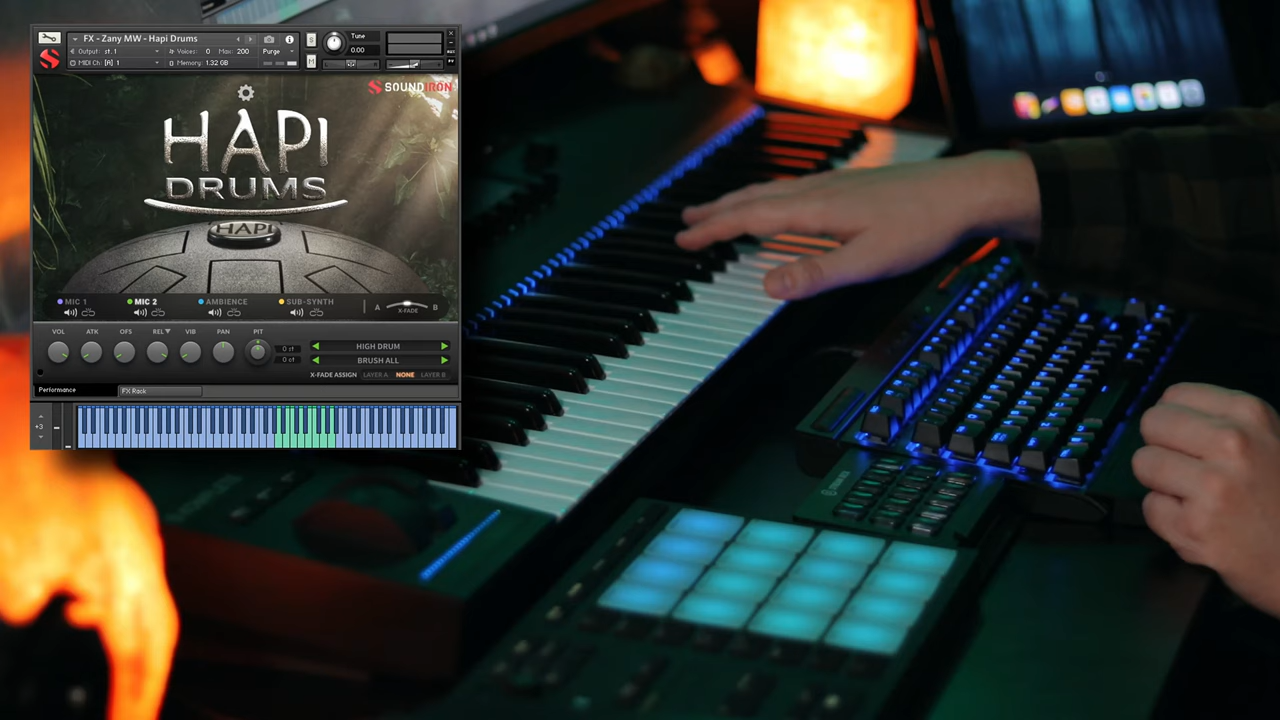 FX - Zany MW - Hapi Drums
Output: st. 1 Voices: 0 Max: 200 Purge
MIDI Ch: [A] 1 Memory: 1.32 GB
S
M
Tune
0.00
SOUNDIRON
HAPI
DRUMS
HAPI
MIC 1 MIC 2 AMBIENCE SUB-SYNTH
A X-FADE B
VOL ATK OFS REL VIB PAN PIT
0 st
0 ct
HIGH DRUM
BRUSH ALL
X-FADE ASSIGN LAYER A NONE LAYER B
Performance FX Rack
+3